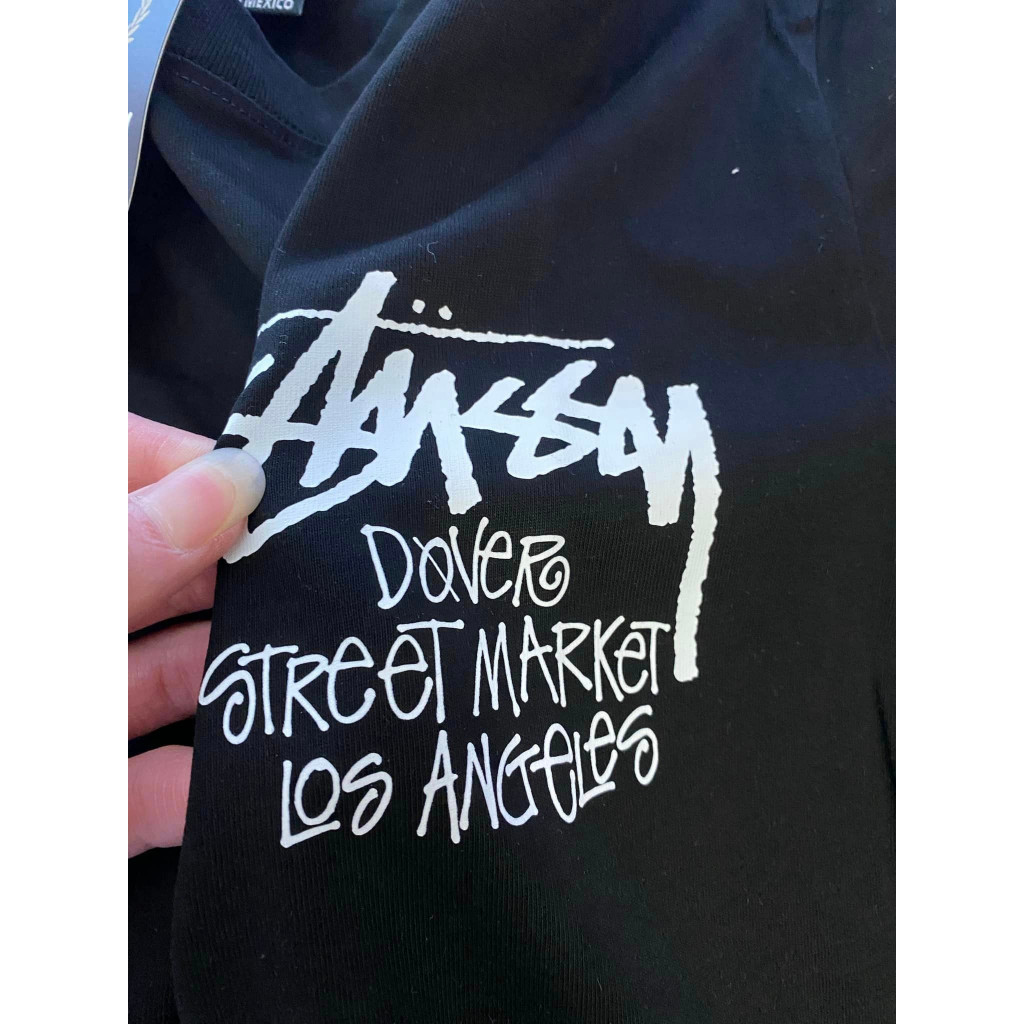 MEXICO
Stüssy
DOVER
STREET MARKET
LOS ANGELES